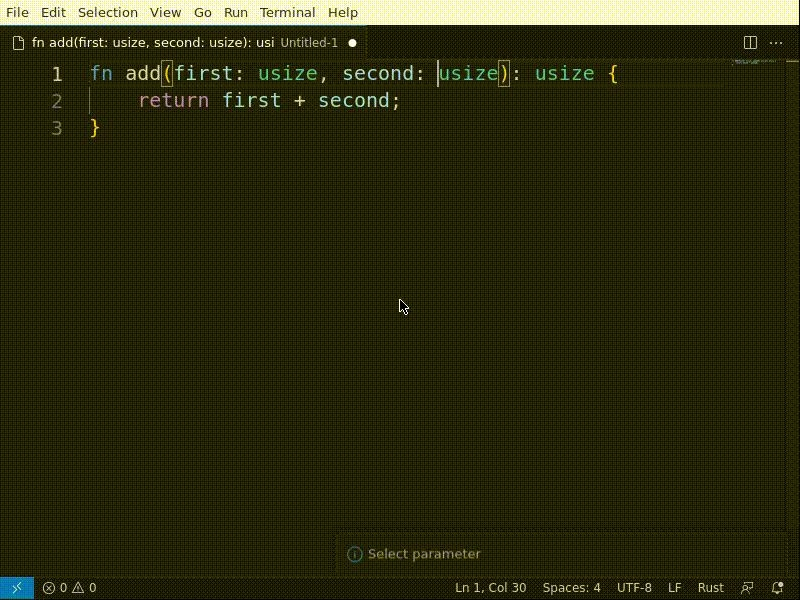 File Edit Selection View Go Run Terminal Help
fn add(first: usize, second: usize): usi Untitled-1
1 fn add(first: usize, second: usize): usize {
2 return first + second;
3 }
Select parameter
0 0 Ln 1, Col 30 Spaces: 4 UTF-8 LF Rust